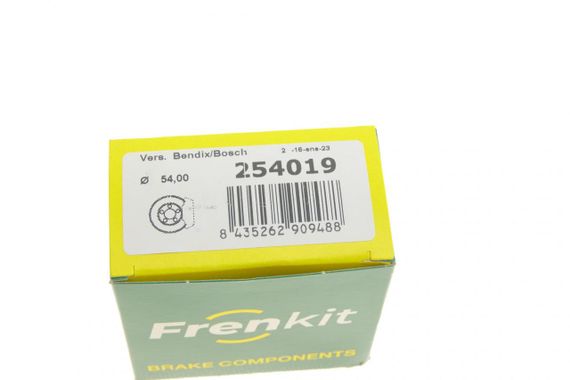 Vers. Bendix/Bosch 2 -16-ene-23
254019
Ø 54,00
8 435262 909488
Frenkit
BRAKE COMPONENTS